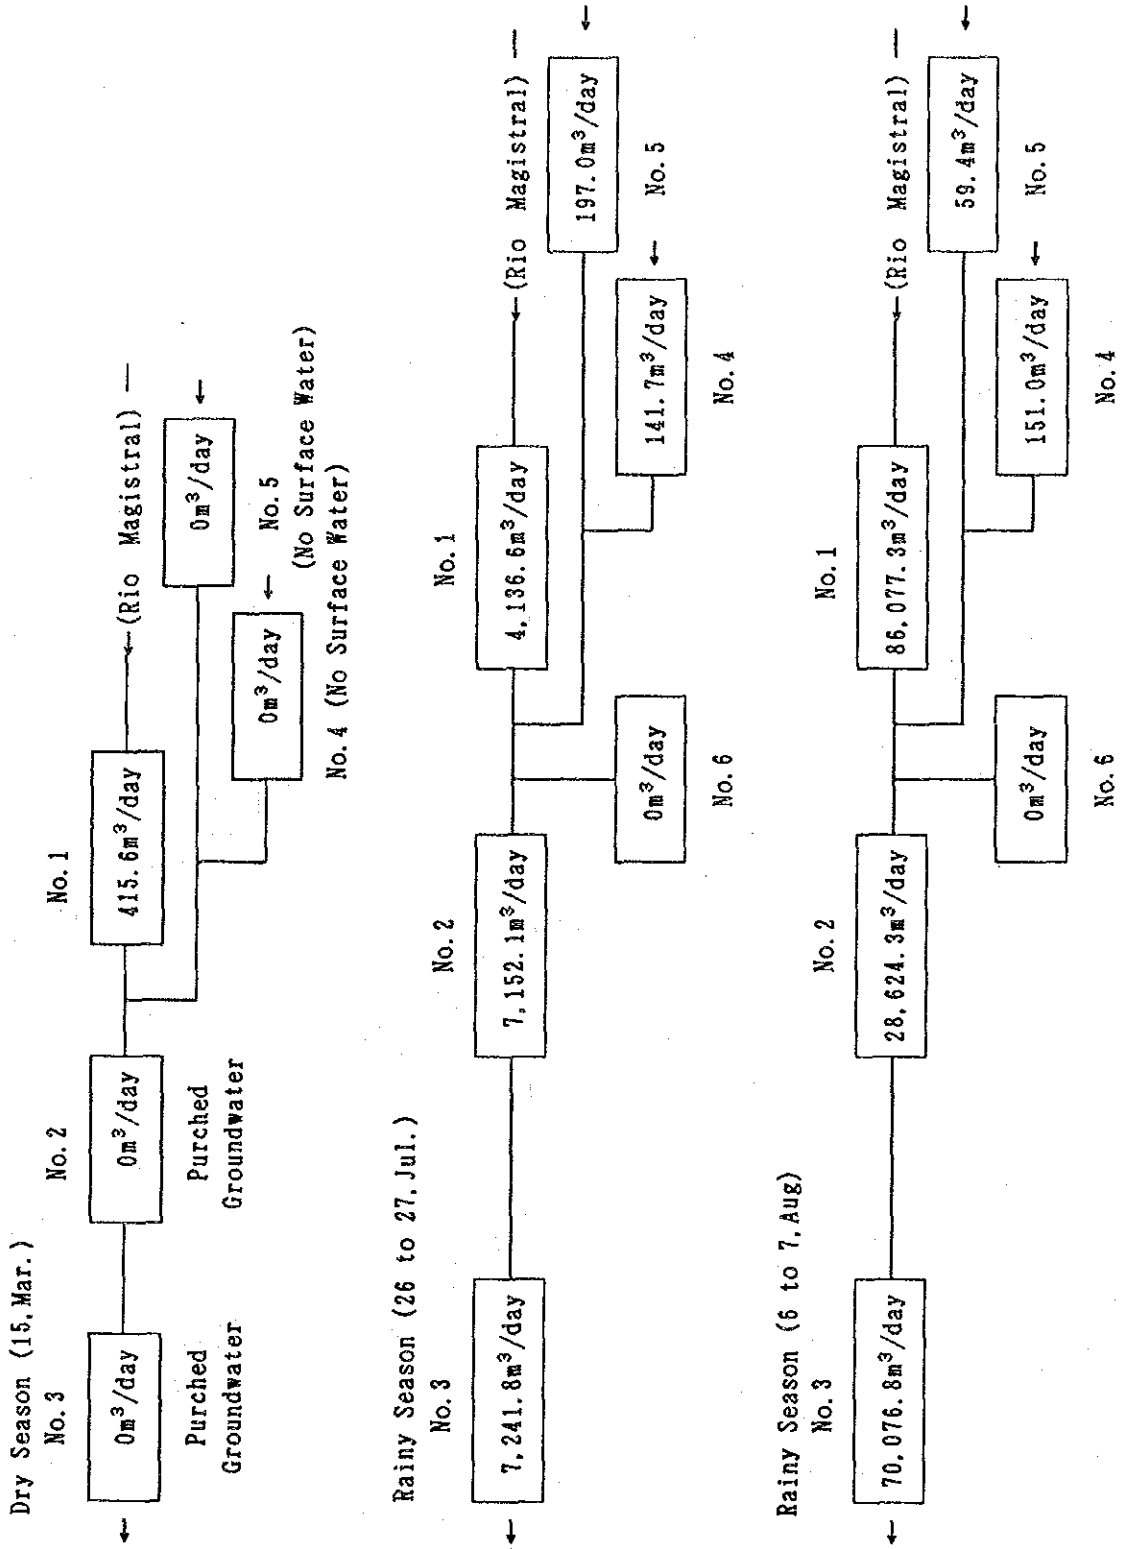 Dry Season (15, Mar.)
No. 3
No. 2
No. 1
0m³/day
0m³/day
415.6m³/day
(Rio Magistral)
Purched
Groundwater
Purched
Groundwater
0m³/day
0m³/day
No. 5
(No Surface Water)
No. 4 (No Surface Water)
Rainy Season (26 to 27, Jul.)
No. 3
No. 2
No. 1
7,241.8m³/day
7,152.1m³/day
4,136.6m³/day
(Rio Magistral)
197.0m³/day
0m³/day
141.7m³/day
No. 5
No. 6
No. 4
Rainy Season (6 to 7, Aug)
No. 3
No. 2
No. 1
70,076.8m³/day
28,624.3m³/day
86,077.3m³/day
(Rio Magistral)
59.4m³/day
0m³/day
151.0m³/day
No. 5
No. 6
No. 4